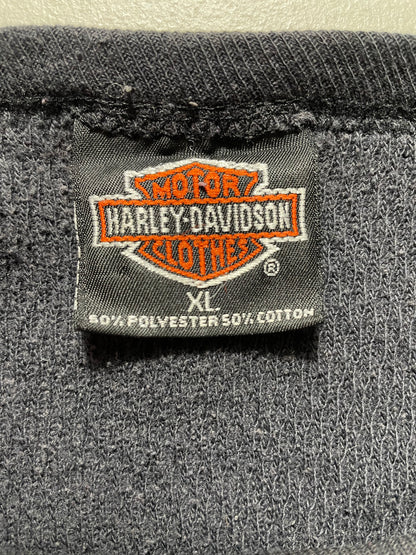 MOTOR
HARLEY-DAVIDSON
CLOTHES
®
XL
50% POLYESTER 50% COTTON